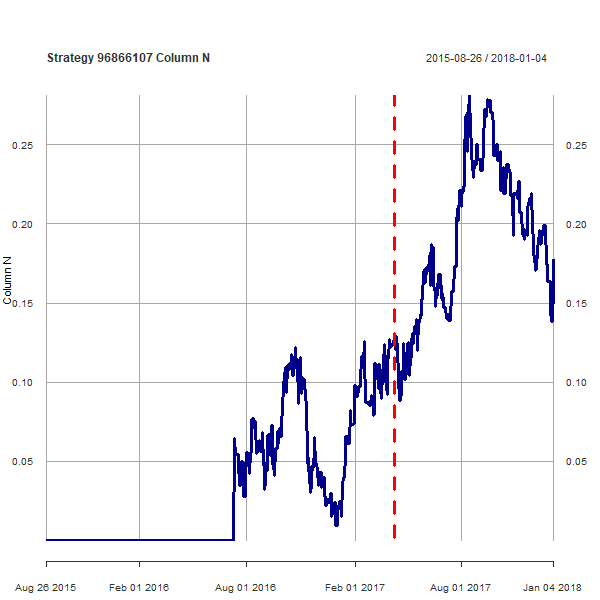 Strategy 96866107 Column N
2015-08-26 / 2018-01-04
0.25
0.25
0.20
0.20
Column N
0.15
0.15
0.10
0.10
0.05
0.05
Aug 26 2015
Feb 01 2016
Aug 01 2016
Feb 01 2017
Aug 01 2017
Jan 04 2018